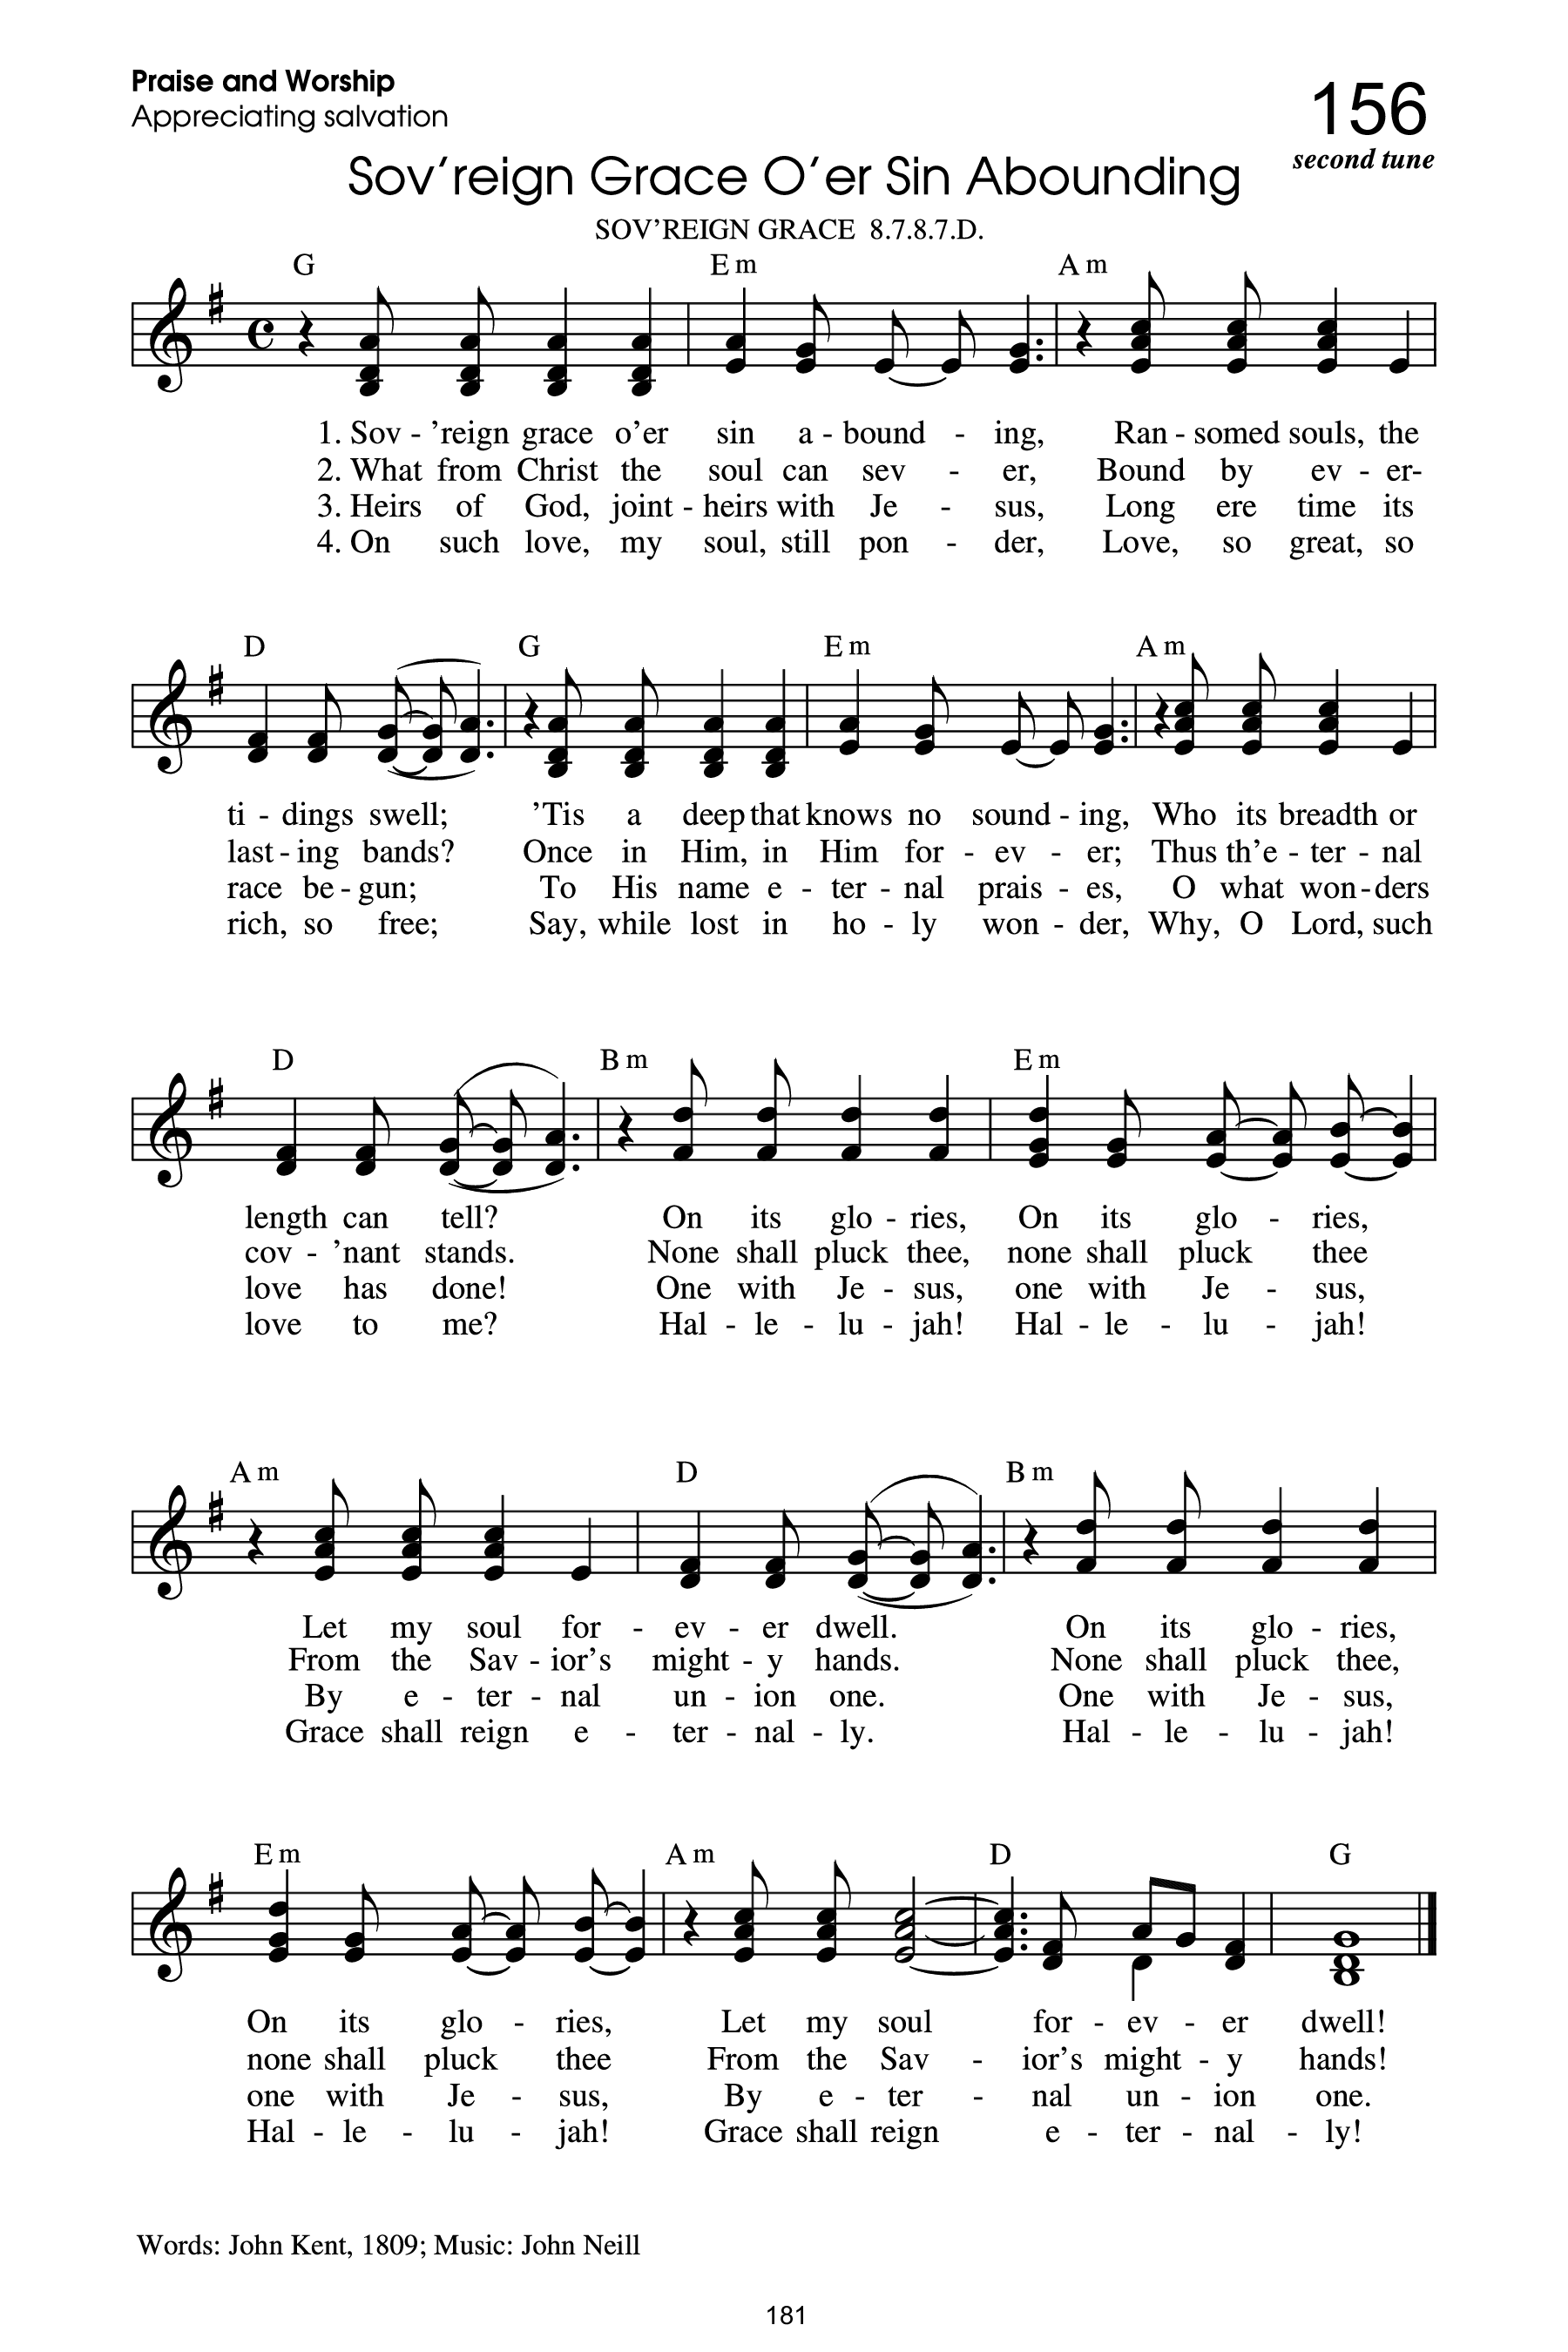 Praise and Worship
Appreciating salvation
156
second tune
Sov'reign Grace O'er Sin Abounding
SOV'REIGN GRACE 8.7.8.7.D.
G Em Am
1. Sov - 'reign grace o'er sin a - bound - ing, Ran - somed souls, the
2. What from Christ the soul can sev - er, Bound by ev - er-
3. Heirs of God, joint - heirs with Je - sus, Long ere time its
4. On such love, my soul, still pon - der, Love, so great, so
D G Em Am
ti - dings swell; 'Tis a deep that knows no sound - ing, Who its breadth or
last - ing bands? Once in Him, in Him for - ev - er; Thus th'e - ter - nal
race be - gun; To His name e - ter - nal prais - es, O what won - ders
rich, so free; Say, while lost in ho - ly won - der, Why, O Lord, such
D Bm Em
length can tell? On its glo - ries, On its glo - ries,
cov - 'nant stands. None shall pluck thee, none shall pluck thee
love has done! One with Je - sus, one with Je - sus,
love to me? Hal - le - lu - jah! Hal - le - lu - jah!
Am D Bm
Let my soul for - ev - er dwell. On its glo - ries,
From the Sav - ior's might - y hands. None shall pluck thee,
By e - ter - nal un - ion one. One with Je - sus,
Grace shall reign e - ter - nal - ly. Hal - le - lu - jah!
Em Am D G
On its glo - ries, Let my soul for - ev - er dwell!
none shall pluck thee From the Sav - ior's might - y hands!
one with Je - sus, By e - ter - nal un - ion one.
Hal - le - lu - jah! Grace shall reign e - ter - nal - ly!
Words: John Kent, 1809; Music: John Neill
181